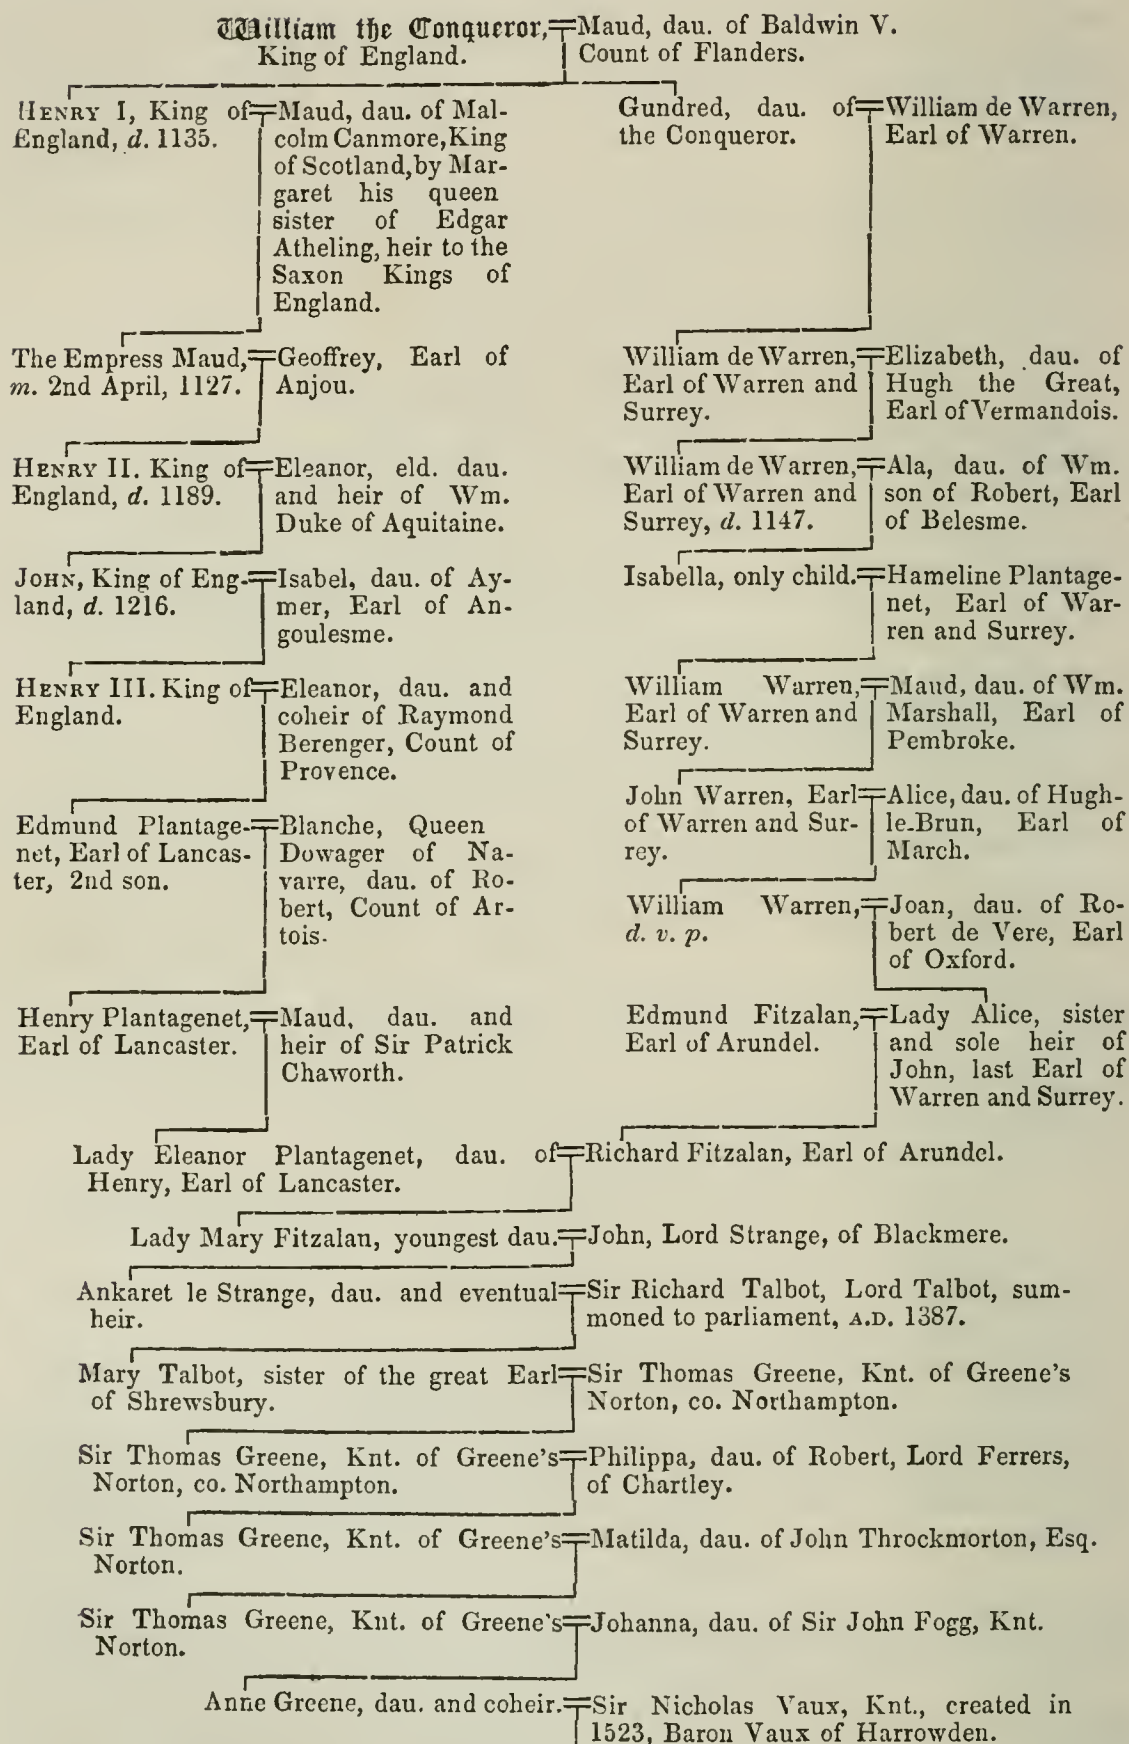 William the Conqueror, Maud, dau. of Baldwin V.
King of England. Count of Flanders.
HENRY I, King of
England, d. 1135.
Maud, dau. of Mal-
colm Canmore, King
of Scotland, by Mar-
garet his queen
sister of Edgar
Atheling, heir to the
Saxon Kings of
England.
Gundred, dau. of
the Conqueror.
William de Warren,
Earl of Warren.
The Empress Maud,
m. 2nd April, 1127.
Geoffrey, Earl of
Anjou.
William de Warren,
Earl of Warren and
Surrey.
Elizabeth, dau. of
Hugh the Great,
Earl of Vermandois.
HENRY II. King of
England, d. 1189.
Eleanor, eld. dau.
and heir of Wm.
Duke of Aquitaine.
William de Warren,
Earl of Warren and
Surrey, d. 1147.
Ala, dau. of Wm.
son of Robert, Earl
of Belesme.
JOHN, King of Eng-
land, d. 1216.
Isabel, dau. of Ay-
mer, Earl of An-
goulesme.
Isabella, only child.
Hameline Plantage-
net, Earl of War-
ren and Surrey.
HENRY III. King of
England.
Eleanor, dau. and
coheir of Raymond
Berenger, Count of
Provence.
William Warren,
Earl of Warren and
Surrey.
Maud, dau. of Wm.
Marshall, Earl of
Pembroke.
Edmund Plantage-
net, Earl of Lancas-
ter, 2nd son.
Blanche, Queen
Dowager of Na-
varre, dau. of Ro-
bert, Count of Ar-
tois.
John Warren, Earl
of Warren and Sur-
rey.
Alice, dau. of Hugh-
le-Brun, Earl of
March.
William Warren,
d. v. p.
Joan, dau. of Ro-
bert de Vere, Earl
of Oxford.
Henry Plantagenet,
Earl of Lancaster.
Maud, dau. and
heir of Sir Patrick
Chaworth.
Edmund Fitzalan,
Earl of Arundel.
Lady Alice, sister
and sole heir of
John, last Earl of
Warren and Surrey.
Lady Eleanor Plantagenet, dau. of
Henry, Earl of Lancaster.
Richard Fitzalan, Earl of Arundel.
Lady Mary Fitzalan, youngest dau.
John, Lord Strange, of Blackmere.
Ankaret le Strange, dau. and eventual
heir.
Sir Richard Talbot, Lord Talbot, sum-
moned to parliament, A.D. 1387.
Mary Talbot, sister of the great Earl
of Shrewsbury.
Sir Thomas Greene, Knt. of Greene's
Norton, co. Northampton.
Sir Thomas Greene, Knt. of Greene's
Norton, co. Northampton.
Philippa, dau. of Robert, Lord Ferrers,
of Chartley.
Sir Thomas Greene, Knt. of Greene's
Norton.
Matilda, dau. of John Throckmorton, Esq.
Sir Thomas Greene, Knt. of Greene's
Norton.
Johanna, dau. of Sir John Fogg, Knt.
Anne Greene, dau. and coheir.
Sir Nicholas Vaux, Knt., created in
1523, Baron Vaux of Harrowden.